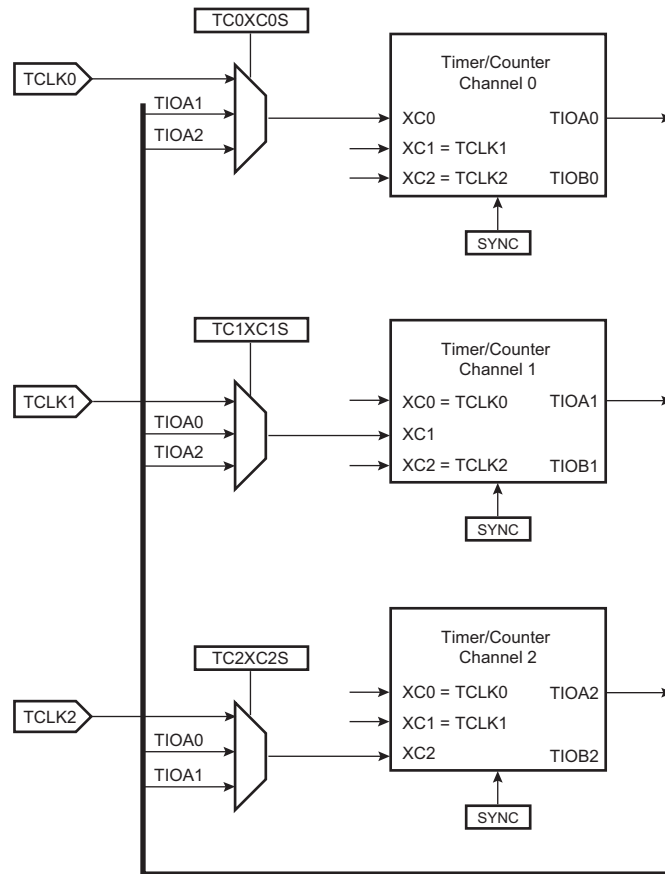 TC0XC0S
TCLK0
TIOA1
TIOA2
Timer/Counter
Channel 0
XC0
TIOA0
XC1 = TCLK1
XC2 = TCLK2
TIOB0
SYNC
TC1XC1S
TCLK1
TIOA0
TIOA2
Timer/Counter
Channel 1
XC0 = TCLK0
TIOA1
XC1
XC2 = TCLK2
TIOB1
SYNC
TC2XC2S
TCLK2
TIOA0
TIOA1
Timer/Counter
Channel 2
XC0 = TCLK0
TIOA2
XC1 = TCLK1
XC2
TIOB2
SYNC